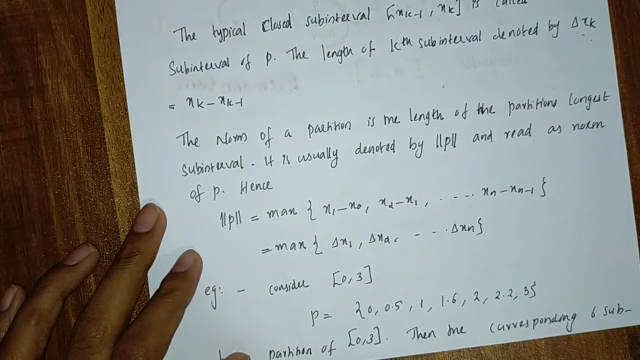 The typical closed subinterval [xk-1, xk] is called
Subinterval of P. The length of kth subinterval denoted by Δxk
= xk - xk-1
The Norm of a partition is the length of the partitions longest
subinterval. It is usually denoted by ||p|| and read as norm
of p. Hence
||p|| = max { x1-x0, x2-x1, ..... xn-xn-1 }
= max { Δx1, Δx2, .....Δxn}
eg:- consider [0,3]
P = {0, 0.5, 1, 1.6, 2, 2.2, 3}
partition of [0,3]. Then the corresponding 6 sub-